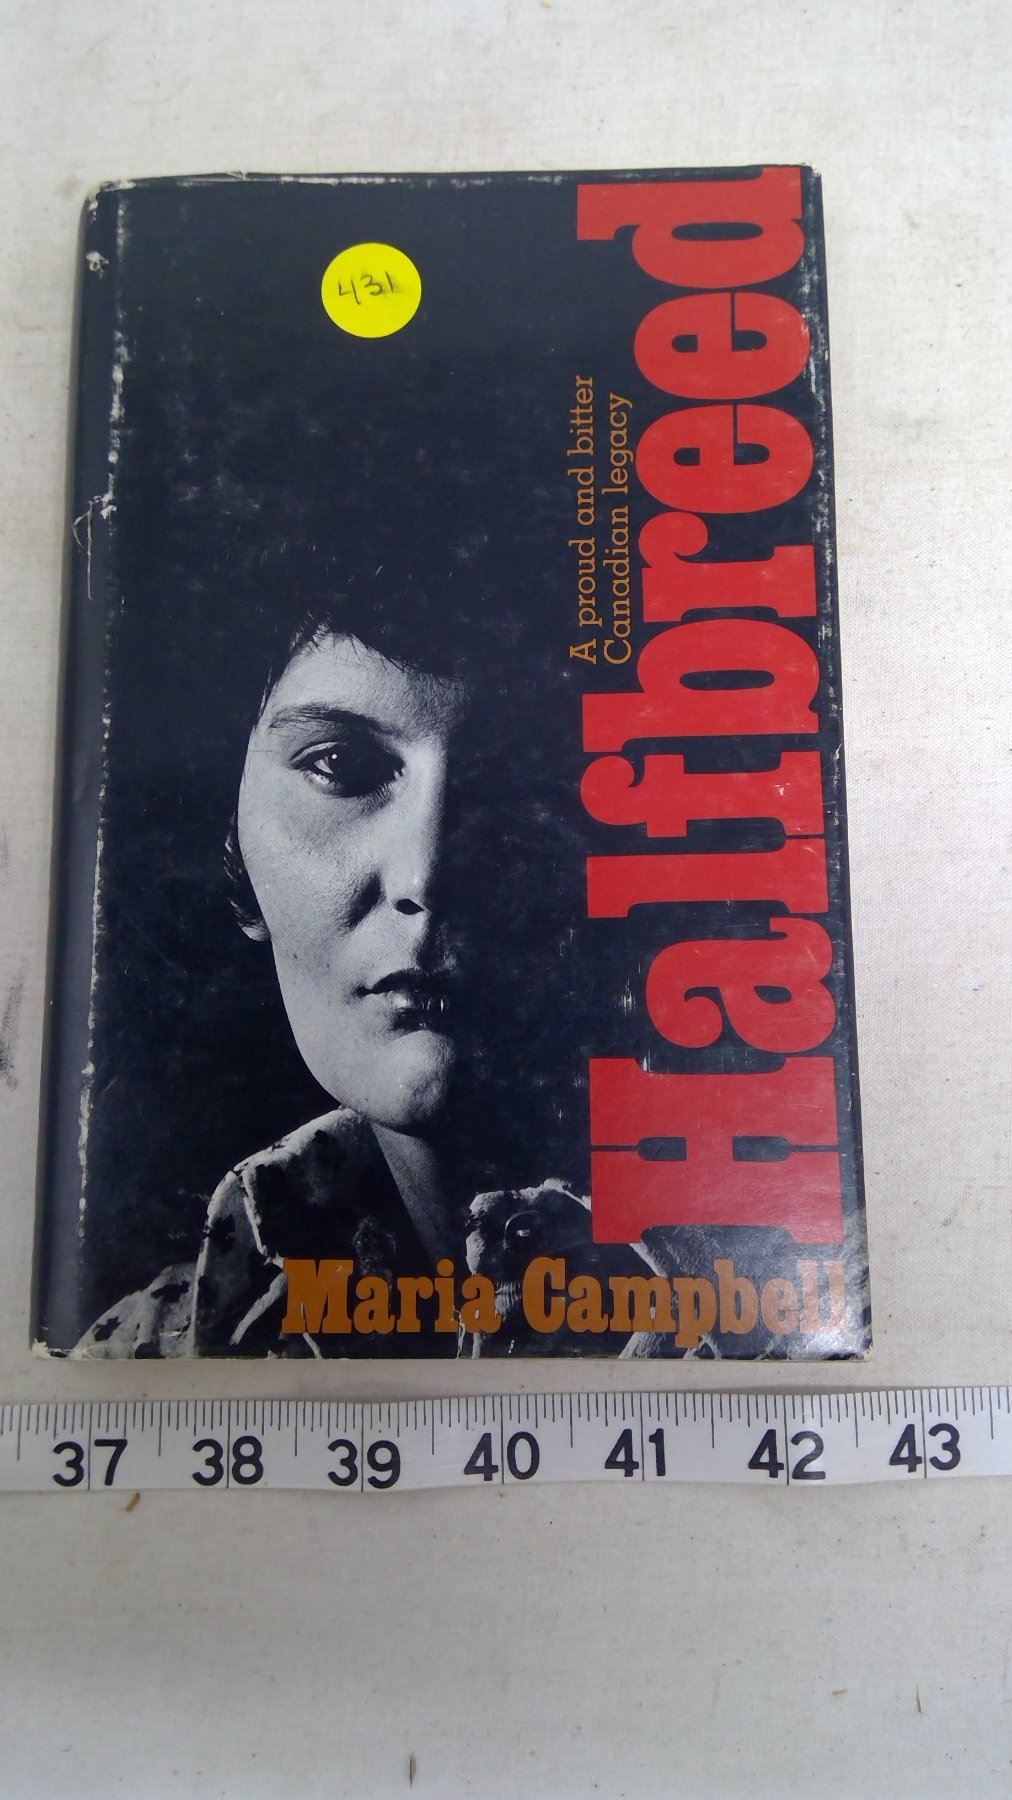 431
A proud and bitter
Canadian legacy
Halfbreed
Maria Campbell
37 38 39 40 41 42 43